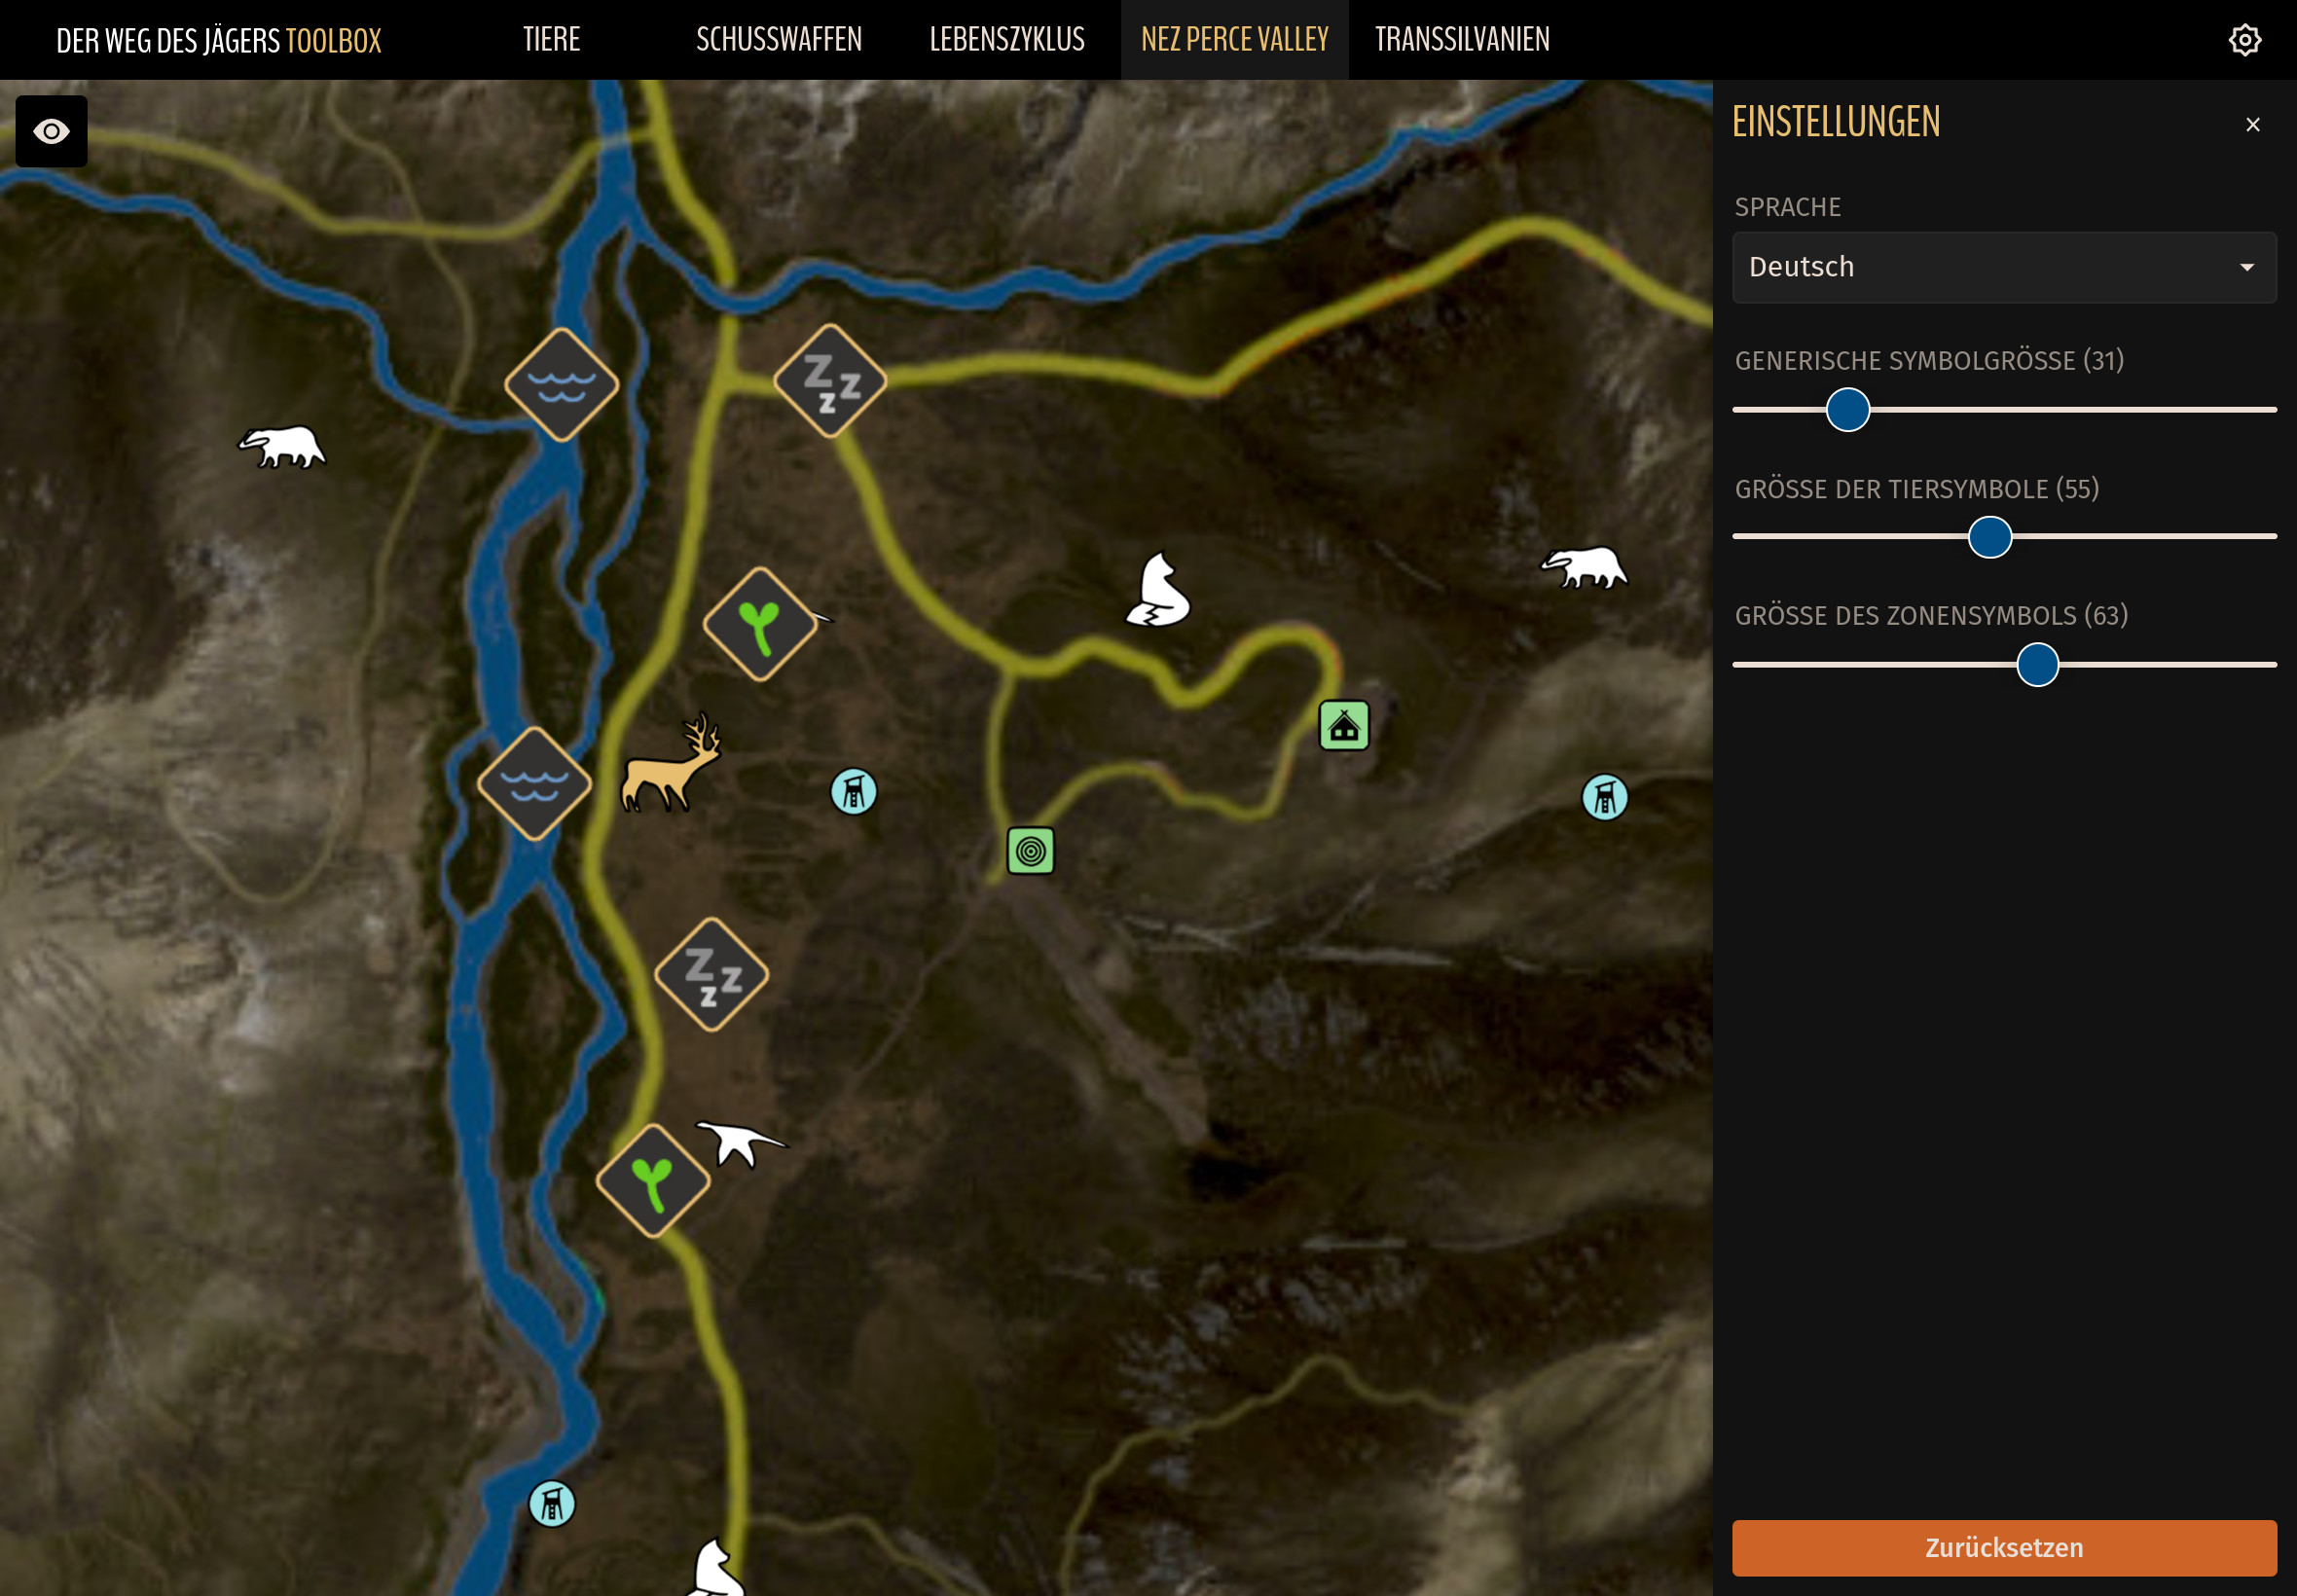 DER WEG DES JÄGERS TOOLBOX
TIERE
SCHUSSWAFFEN
LEBENSZYKLUS
NEZ PERCE VALLEY
TRANSSILVANIEN
EINSTELLUNGEN
×
SPRACHE
Deutsch
GENERISCHE SYMBOLGRÖSSE (31)
GRÖSSE DER TIERSYMBOLE (55)
GRÖSSE DES ZONENSYMBOLS (63)
Z z z
Z z z
Zurücksetzen